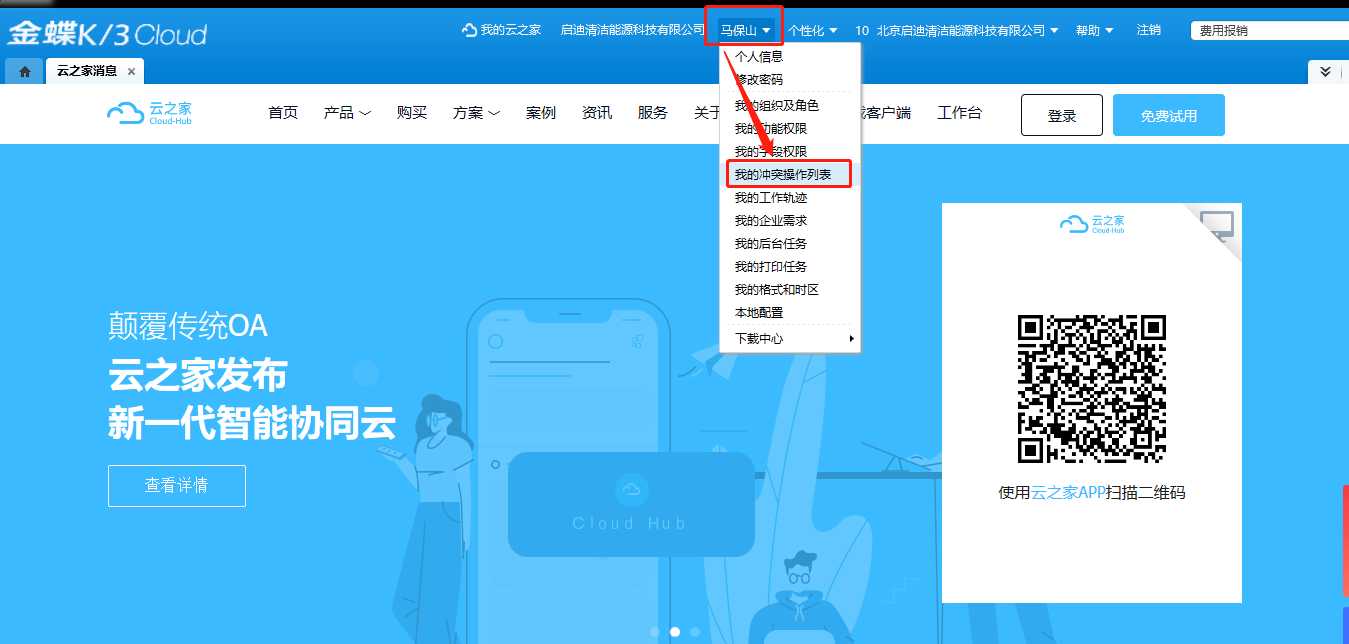 金蝶K/3 Cloud
我的云之家 启迪清洁能源科技有限公司 马保山 个性化 10 北京启迪清洁能源科技有限公司 帮助 注销 费用报销
云之家消息 ×
云之家
Cloud-Hub
首页 产品 购买 方案 案例 资讯 服务 关于 客户端 工作台 登录 免费试用
个人信息
修改密码
我的组织及角色
我的功能权限
我的字段权限
我的冲突操作列表
我的工作轨迹
我的企业需求
我的后台任务
我的打印任务
我的格式和时区
本地配置
下载中心
颠覆传统OA
云之家发布
新一代智能协同云
查看详情
Cloud Hub
云之家
Cloud-Hub
使用云之家APP扫描二维码